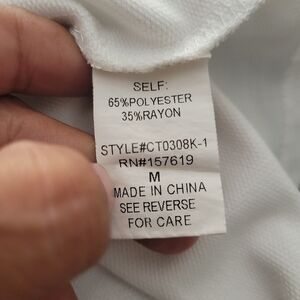 SELF:
65%POLYESTER
35%RAYON
STYLE#CT0308K-1
RN#157619
M
MADE IN CHINA
SEE REVERSE
FOR CARE